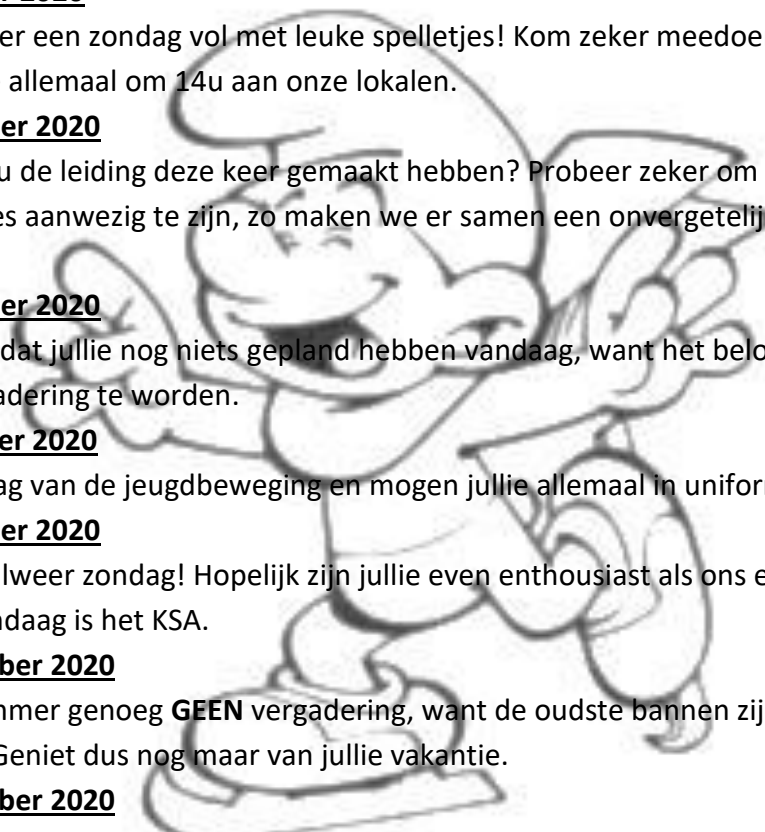 2020
er een zondag vol met leuke spelletjes! Kom zeker meedoe
allemaal om 14u aan onze lokalen.
er 2020
u de leiding deze keer gemaakt hebben? Probeer zeker om
es aanwezig te zijn, zo maken we er samen een onvergetelij
er 2020
dat jullie nog niets gepland hebben vandaag, want het belo
adering te worden.
er 2020
ag van de jeugdbeweging en mogen jullie allemaal in unifor
er 2020
lweer zondag! Hopelijk zijn jullie even enthousiast als ons e
ndaag is het KSA.
ber 2020
mmer genoeg GEEN vergadering, want de oudste bannen zij
Geniet dus nog maar van jullie vakantie.
ber 2020